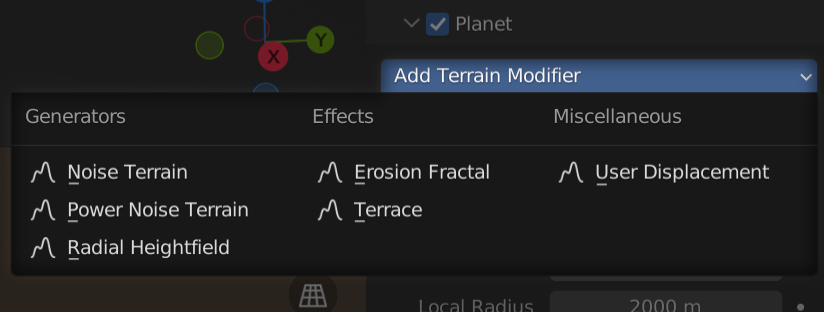 Planet
X
Y
Add Terrain Modifier
Generators
Effects
Miscellaneous
Noise Terrain
Erosion Fractal
User Displacement
Power Noise Terrain
Terrace
Radial Heightfield
Local Radius
2000 m